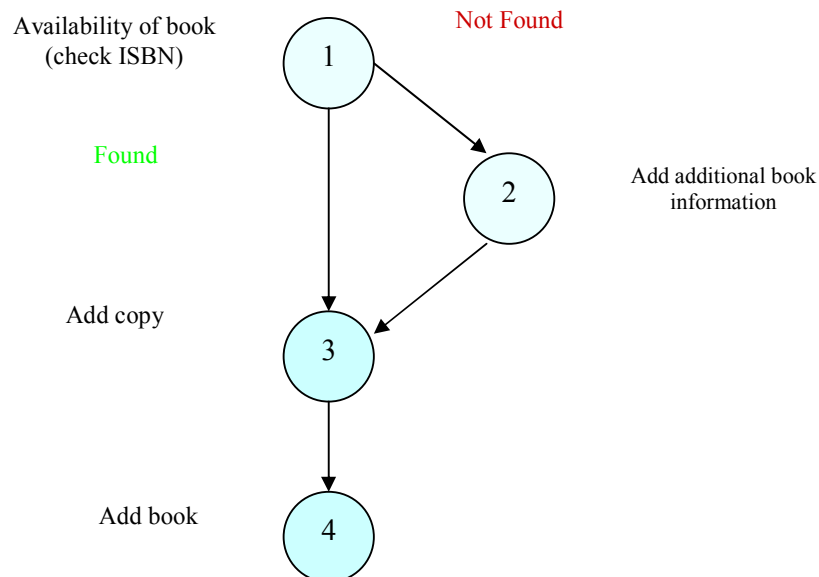 Not Found
Availability of book
(check ISBN)
1
Found
2
Add additional book
information
Add copy
3
Add book
4